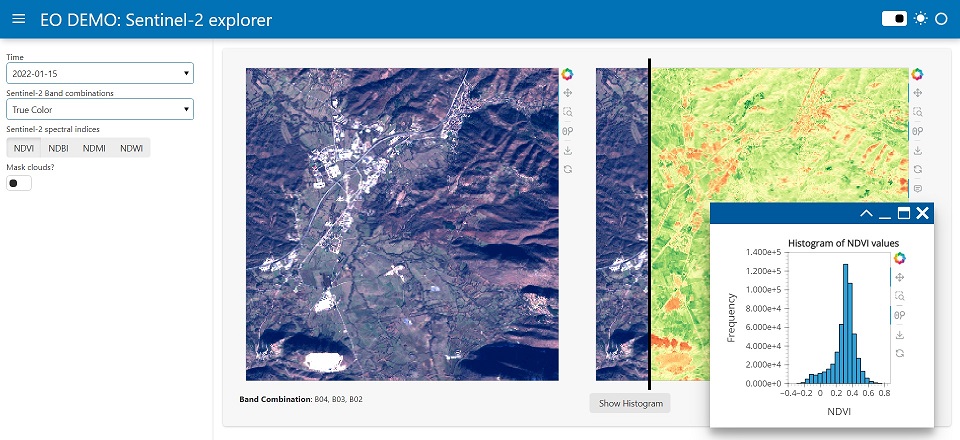 EO DEMO: Sentinel-2 explorer
Time
2022-01-15
Sentinel-2 Band combinations
True Color
Sentinel-2 spectral indices
NDVI NDBI NDMI NDWI
Mask clouds?
Band Combination: B04, B03, B02
Show Histogram
Histogram of NDVI values
Frequency
1.400e+5
1.200e+5
1.000e+5
8.000e+4
6.000e+4
4.000e+4
2.000e+4
0.000e+0
−0.4 −0.2 0 0.2 0.4 0.6 0.8
NDVI